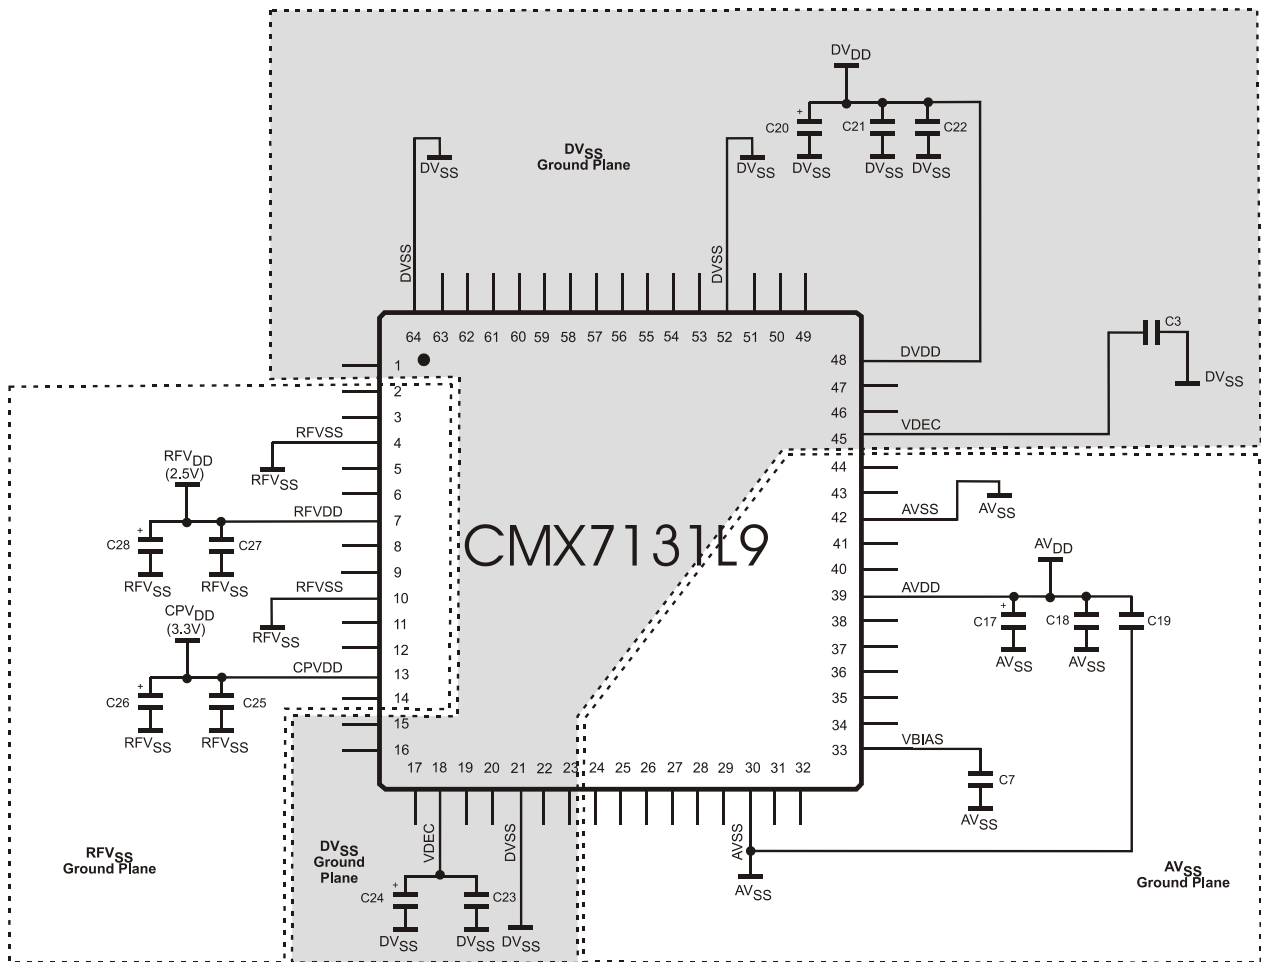 DVDD
+
C20
C21
C22
DVSS
DVSS
DVSS
DVSS
DVSS
DVSS
Ground Plane
DVSS
DVSS
64 63 62 61 60 59 58 57 56 55 54 53 52 51 50 49
C3
DVSS
1
2
3
4
5
6
7
8
9
10
11
12
13
14
15
16
48
47
46
45
44
43
42
41
40
39
38
37
36
35
34
33
DVDD
VDEC
RFVSS
RFVSS
RFVDD
(2.5V)
RFVDD
+
C28
C27
RFVSS
RFVSS
RFVSS
RFVSS
CPVDD
(3.3V)
CPVDD
+
C26
C25
RFVSS
RFVSS
CMX7131L9
AVSS
AVSS
AVDD
AVDD
+
C17
C18
C19
AVSS
AVSS
VBIAS
C7
AVSS
17 18 19 20 21 22 23 24 25 26 27 28 29 30 31 32
VDEC
DVSS
AVSS
RFVSS
Ground Plane
DVSS
Ground
Plane
+
C24
C23
DVSS
DVSS
DVSS
AVSS
AVSS
Ground Plane